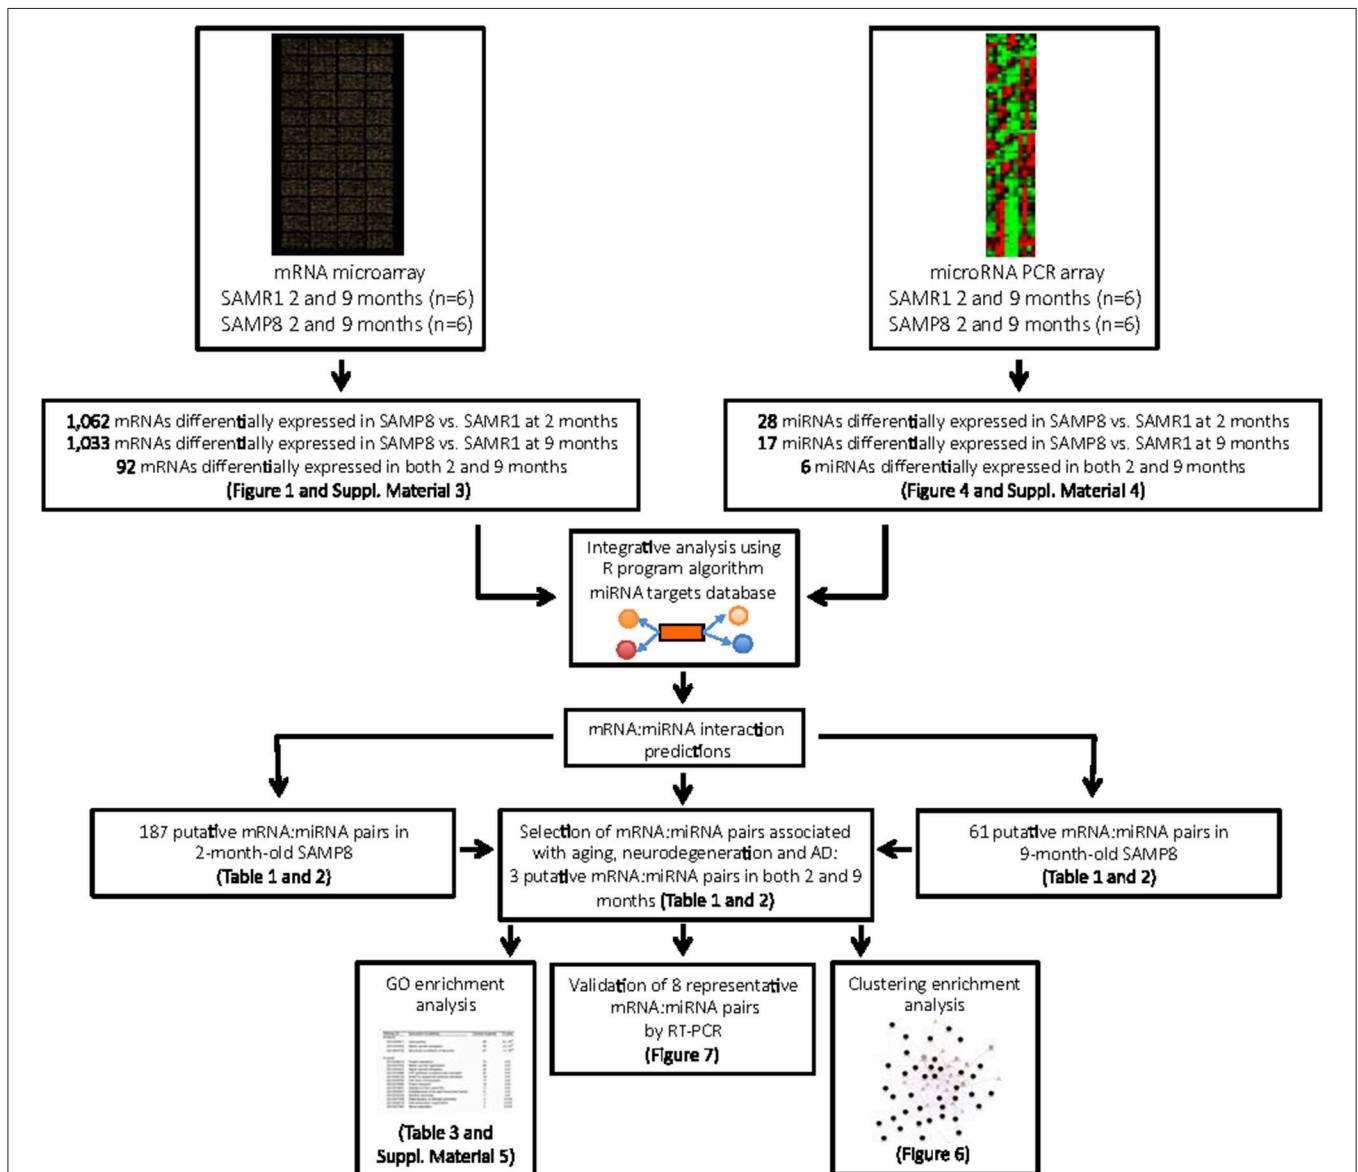 mRNA microarray
SAMR1 2 and 9 months (n=6)
SAMP8 2 and 9 months (n=6)
microRNA PCR array
SAMR1 2 and 9 months (n=6)
SAMP8 2 and 9 months (n=6)
1,062 mRNAs differentially expressed in SAMP8 vs. SAMR1 at 2 months
1,033 mRNAs differentially expressed in SAMP8 vs. SAMR1 at 9 months
92 mRNAs differentially expressed in both 2 and 9 months
(Figure 1 and Suppl. Material 3)
28 miRNAs differentially expressed in SAMP8 vs. SAMR1 at 2 months
17 miRNAs differentially expressed in SAMP8 vs. SAMR1 at 9 months
6 miRNAs differentially expressed in both 2 and 9 months
(Figure 4 and Suppl. Material 4)
Integrative analysis using
R program algorithm
miRNA targets database
mRNA:miRNA interaction
predictions
187 putative mRNA:miRNA pairs in
2-month-old SAMP8
(Table 1 and 2)
Selection of mRNA:miRNA pairs associated
with aging, neurodegeneration and AD:
3 putative mRNA:miRNA pairs in both 2 and 9
months (Table 1 and 2)
61 putative mRNA:miRNA pairs in
9-month-old SAMP8
(Table 1 and 2)
GO enrichment
analysis
(Table 3 and
Suppl. Material 5)
Validation of 8 representative
mRNA:miRNA pairs
by RT-PCR
(Figure 7)
Clustering enrichment
analysis
(Figure 6)